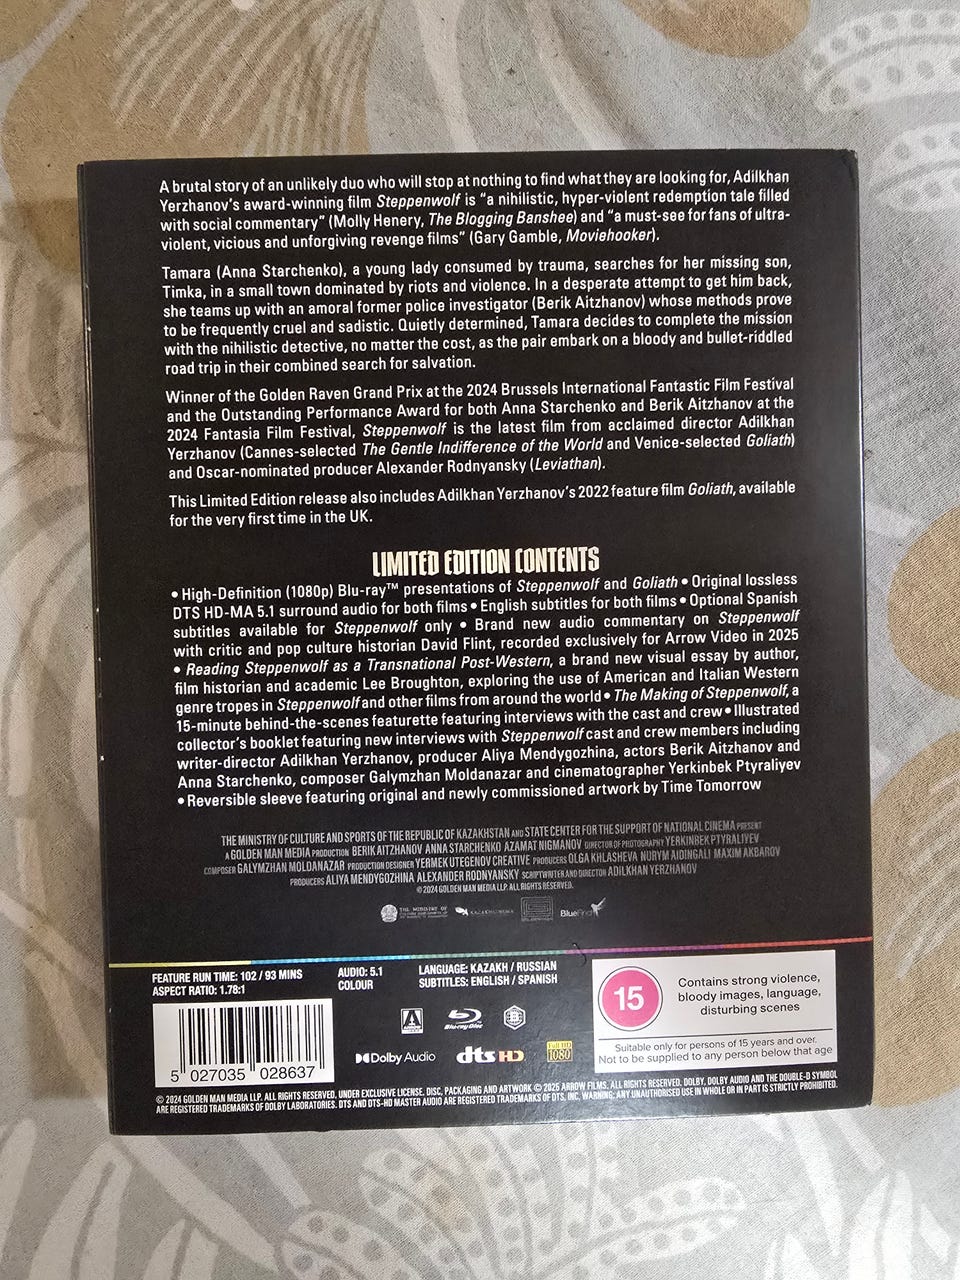 A brutal story of an unlikely duo who will stop at nothing to find what they are looking for, Adilkhan
Yerzhanov's award-winning film Steppenwolf is "a nihilistic, hyper-violent redemption tale filled
with social commentary" (Molly Henery, The Blogging Banshee) and "a must-see for fans of ultra-
violent, vicious and unforgiving revenge films" (Gary Gamble, Moviehooker).
Tamara (Anna Starchenko), a young lady consumed by trauma, searches for her missing son,
Timka, in a small town dominated by riots and violence. In a desperate attempt to get him back,
she teams up with an amoral former police investigator (Berik Aitzhanov) whose methods prove
to be frequently cruel and sadistic. Quietly determined, Tamara decides to complete the mission
with the nihilistic detective, no matter the cost, as the pair embark on a bloody and bullet-riddled
road trip in their combined search for salvation.
Winner of the Golden Raven Grand Prix at the 2024 Brussels International Fantastic Film Festival
and the Outstanding Performance Award for both Anna Starchenko and Berik Aitzhanov at the
2024 Fantasia Film Festival, Steppenwolf is the latest film from acclaimed director Adilkhan
Yerzhanov (Cannes-selected The Gentle Indifference of the World and Venice-selected Goliath)
and Oscar-nominated producer Alexander Rodnyansky (Leviathan).
This Limited Edition release also includes Adilkhan Yerzhanov's 2022 feature film Goliath, available
for the very first time in the UK.
LIMITED EDITION CONTENTS
• High-Definition (1080p) Blu-ray™ presentations of Steppenwolf and Goliath • Original lossless
DTS HD-MA 5.1 surround audio for both films • English subtitles for both films • Optional Spanish
subtitles available for Steppenwolf only • Brand new audio commentary on Steppenwolf
with critic and pop culture historian David Flint, recorded exclusively for Arrow Video in 2025
• Reading Steppenwolf as a Transnational Post-Western, a brand new visual essay by author,
film historian and academic Lee Broughton, exploring the use of American and Italian Western
genre tropes in Steppenwolf and other films from around the world • The Making of Steppenwolf, a
15-minute behind-the-scenes featurette featuring interviews with the cast and crew • Illustrated
collector's booklet featuring new interviews with Steppenwolf cast and crew members including
writer-director Adilkhan Yerzhanov, producer Aliya Mendygozhina, actors Berik Aitzhanov and
Anna Starchenko, composer Galymzhan Moldanazar and cinematographer Yerkinbek Ptyraliyev
• Reversible sleeve featuring original and newly commissioned artwork by Time Tomorrow
THE MINISTRY OF CULTURE AND SPORTS OF THE REPUBLIC OF KAZAKHSTAN AND STATE CENTER FOR THE SUPPORT OF NATIONAL CINEMA PRESENT
A GOLDEN MAN MEDIA PRODUCTION BERIK AITZHANOV ANNA STARCHENKO AZAMAT NIGMANOV DIRECTOR OF PHOTOGRAPHY YERKINBEK PTYRALIYEV
COMPOSER GALYMZHAN MOLDANAZAR PRODUCTION DESIGNER YERMEK UTEGENOV CREATIVE PRODUCERS OLGA KHLASHEVA NURYM AIDINGALI MAXIM AKBAROV
PRODUCERS ALIYA MENDYGOZHINA ALEXANDER RODNYANSKY SCRIPTWRITER AND DIRECTOR ADILKHAN YERZHANOV
© 2024 GOLDEN MAN MEDIA LLP. ALL RIGHTS RESERVED.
BlueFinch
FEATURE RUN TIME: 102 / 93 MINS
ASPECT RATIO: 1.78:1
AUDIO: 5.1
COLOUR
LANGUAGE: KAZAKH / RUSSIAN
SUBTITLES: ENGLISH / SPANISH
5 027035 028637
ARROW
Blu-ray Disc
B
Dolby Audio
dts HD
Full HD
1080
15
Contains strong violence,
bloody images, language,
disturbing scenes
Suitable only for persons of 15 years and over.
Not to be supplied to any person below that age
© 2024 GOLDEN MAN MEDIA LLP. ALL RIGHTS RESERVED, UNDER EXCLUSIVE LICENSE. DISC, PACKAGING AND ARTWORK © 2025 ARROW FILMS. ALL RIGHTS RESERVED. DOLBY, DOLBY AUDIO AND THE DOUBLE-D SYMBOL
ARE REGISTERED TRADEMARKS OF DOLBY LABORATORIES. DTS AND DTS-HD MASTER AUDIO ARE REGISTERED TRADEMARKS OF DTS, INC. WARNING: ANY UNAUTHORISED USE IN WHOLE OR IN PART IS STRICTLY PROHIBITED.